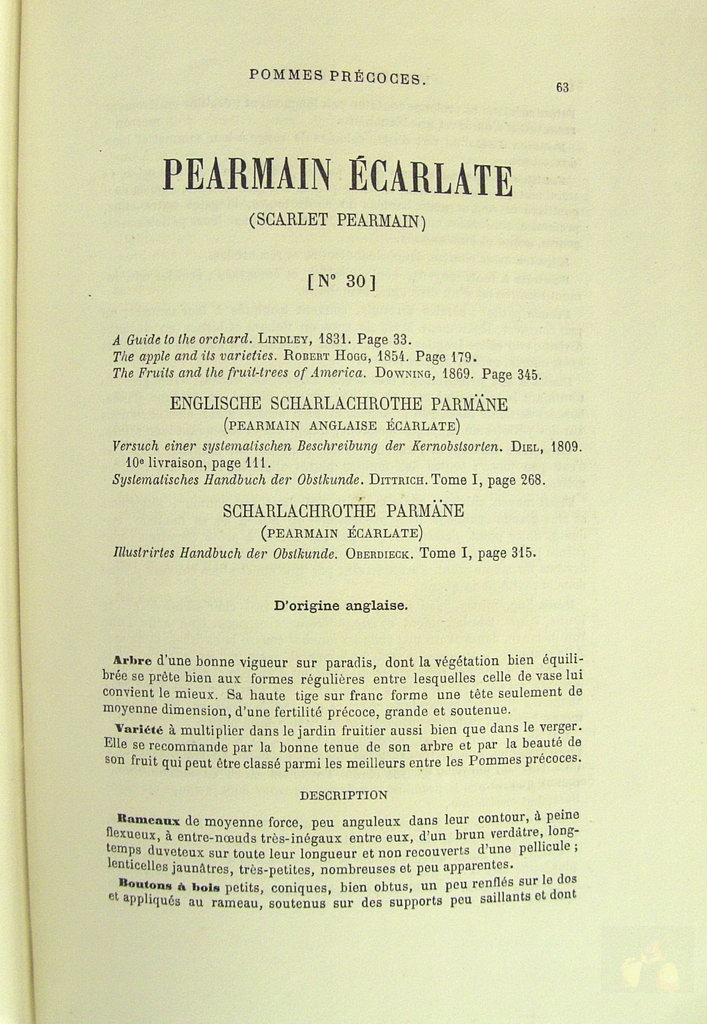 POMMES PRÉCOCES.
63
PEARMAIN ÉCARLATE
(SCARLET PEARMAIN)
[N° 30]
A Guide to the orchard. LINDLEY, 1831. Page 33.
The apple and its varieties. ROBERT HOGG, 1854. Page 179.
The Fruits and the fruit-trees of America. DOWNING, 1869. Page 345.
ENGLISCHE SCHARLACHROTHE PARMÄNE
(PEARMAIN ANGLAISE ÉCARLATE)
Versuch einer systematischen Beschreibung der Kernobstsorten. DIEL, 1809.
10e livraison, page 111.
Systematisches Handbuch der Obstkunde. DITTRICH. Tome I, page 268.
SCHARLACHROTHE PARMÄNE
(PEARMAIN ÉCARLATE)
Illustrirtes Handbuch der Obstkunde. OBERDIECK. Tome I, page 315.
D'origine anglaise.
Arbre d'une bonne vigueur sur paradis, dont la végétation bien équili-
brée se prête bien aux formes régulières entre lesquelles celle de vase lui
convient le mieux. Sa haute tige sur franc forme une tête seulement de
moyenne dimension, d'une fertilité précoce, grande et soutenue.
Variété à multiplier dans le jardin fruitier aussi bien que dans le verger.
Elle se recommande par la bonne tenue de son arbre et par la beauté de
son fruit qui peut être classé parmi les meilleurs entre les Pommes précoces.
DESCRIPTION
Rameaux de moyenne force, peu anguleux dans leur contour, à peine
flexueux, à entre-nœuds très-inégaux entre eux, d'un brun verdâtre, long-
temps duveteux sur toute leur longueur et non recouverts d'une pellicule ;
lenticelles jaunâtres, très-petites, nombreuses et peu apparentes.
Boutons à bois petits, coniques, bien obtus, un peu renflés sur le dos
et appliqués au rameau, soutenus sur des supports peu saillants et dont